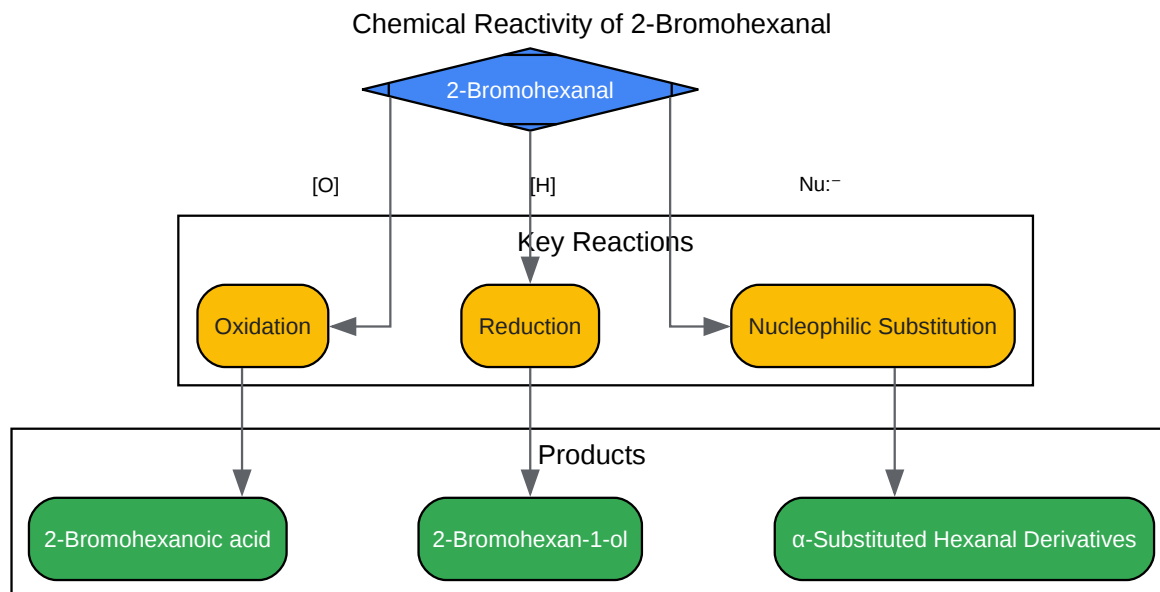 Chemical Reactivity of 2-Bromohexanal
2-Bromohexanal
[O]
[H]
Nu:⁻
Key Reactions
Oxidation
Reduction
Nucleophilic Substitution
Products
2-Bromohexanoic acid
2-Bromohexan-1-ol
α-Substituted Hexanal Derivatives